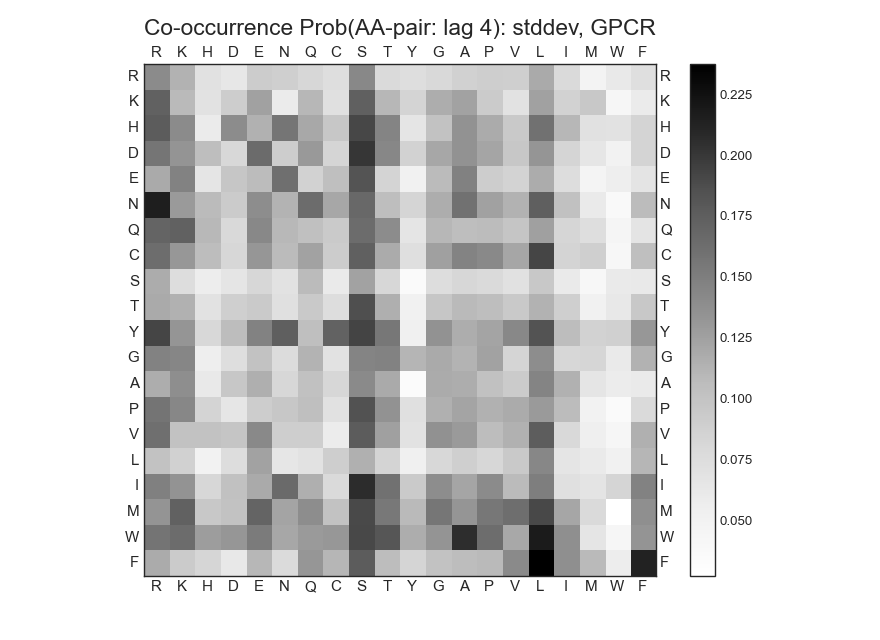 Co-occurrence Prob(AA-pair: lag 4): stddev, GPCR
R K H D E N Q C S T Y G A P V L I M W F
R R
K K
H H
D D
E E
N N
Q Q
C C
S S
T T
Y Y
G G
A A
P P
V V
L L
I I
M M
W W
F F
R K H D E N Q C S T Y G A P V L I M W F
0.225
0.200
0.175
0.150
0.125
0.100
0.075
0.050